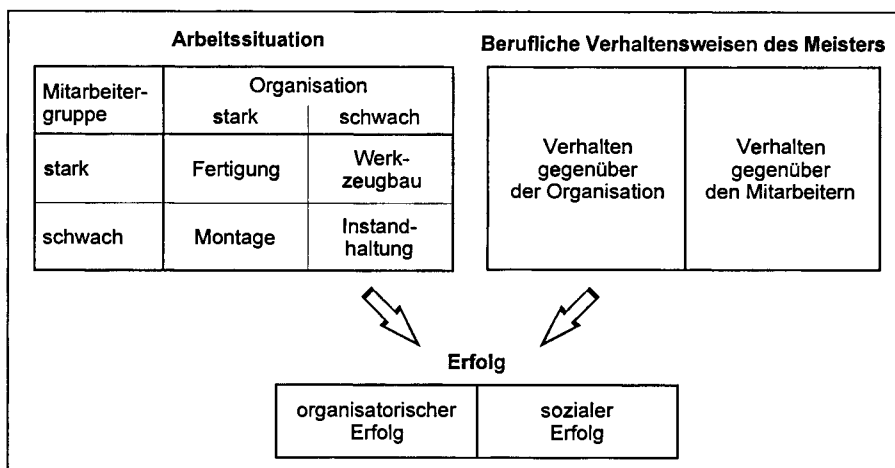 Arbeitssituation
Mitarbeiter-
gruppe
Organisation
stark
schwach
stark
Fertigung
Werk-
zeugbau
schwach
Montage
Instand-
haltung
Berufliche Verhaltensweisen des Meisters
Verhalten
gegenüber
der Organisation
Verhalten
gegenüber
den Mitarbeitern
Erfolg
organisatorischer
Erfolg
sozialer
Erfolg